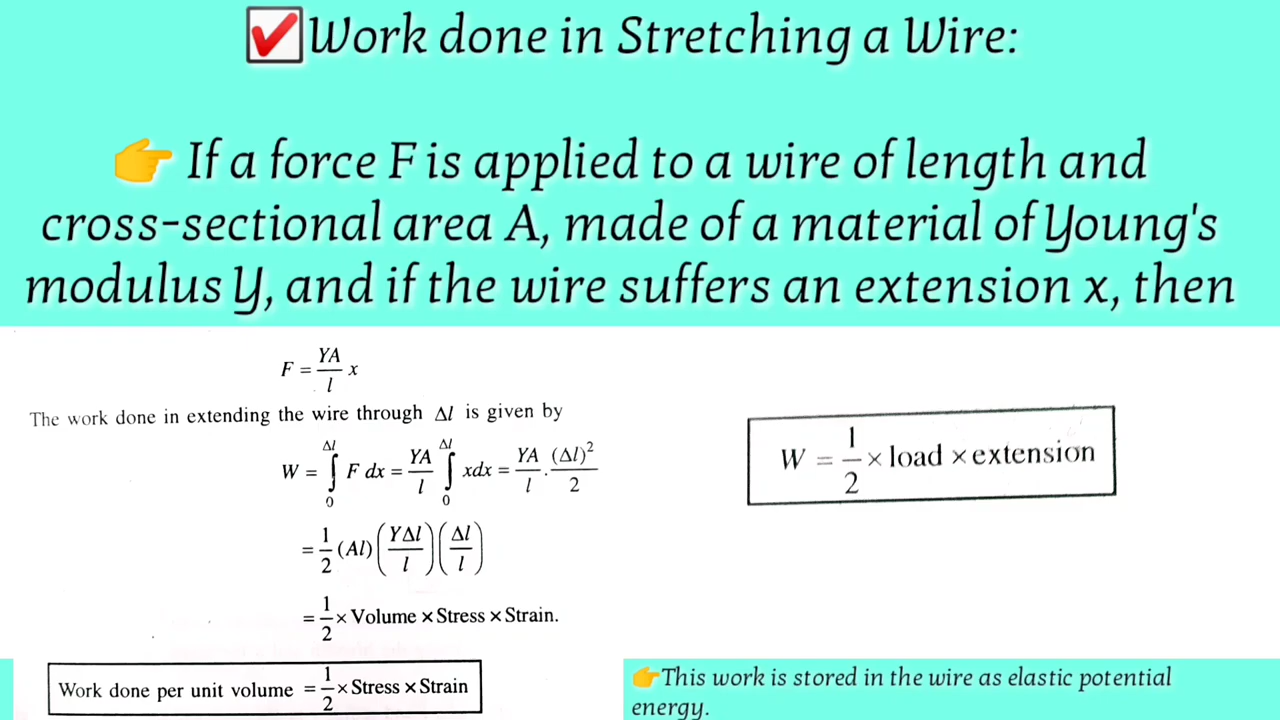 ✅Work done in Stretching a Wire:
👉 If a force F is applied to a wire of length and
cross-sectional area A, made of a material of Young's
modulus Y, and if the wire suffers an extension x, then
F = YA/l x
The work done in extending the wire through Δl is given by
W = ∫₀^Δl F dx = YA/l ∫₀^Δl xdx = YA/l · (Δl)²/2
= 1/2 (Al) (YΔl/l) (Δl/l)
= 1/2 × Volume × Stress × Strain.
Work done per unit volume = 1/2 × Stress × Strain
W = 1/2 × load × extension
👉This work is stored in the wire as elastic potential
energy.